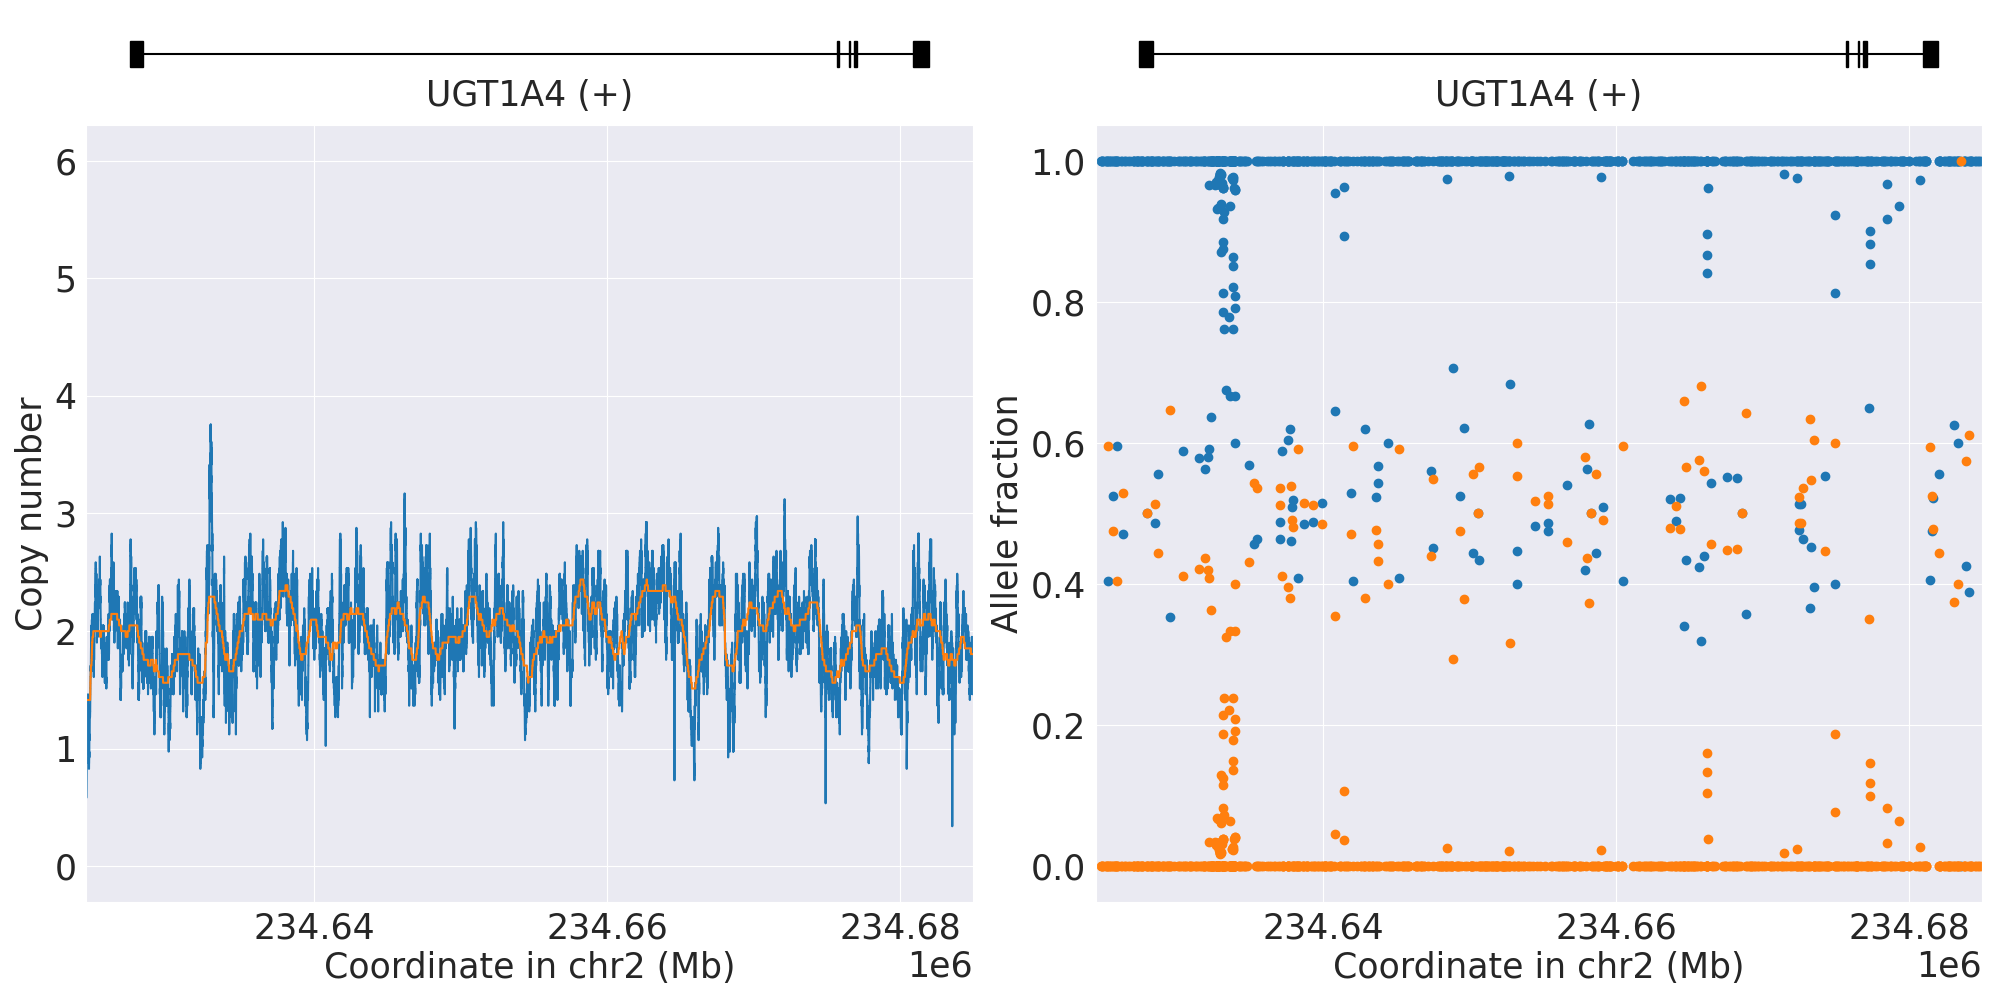 UGT1A4 (+)
6
5
4
3
2
1
0
Copy number
234.64 234.66 234.68
1e6
Coordinate in chr2 (Mb)
UGT1A4 (+)
1.0
0.8
0.6
0.4
0.2
0.0
Allele fraction
234.64 234.66 234.68
1e6
Coordinate in chr2 (Mb)